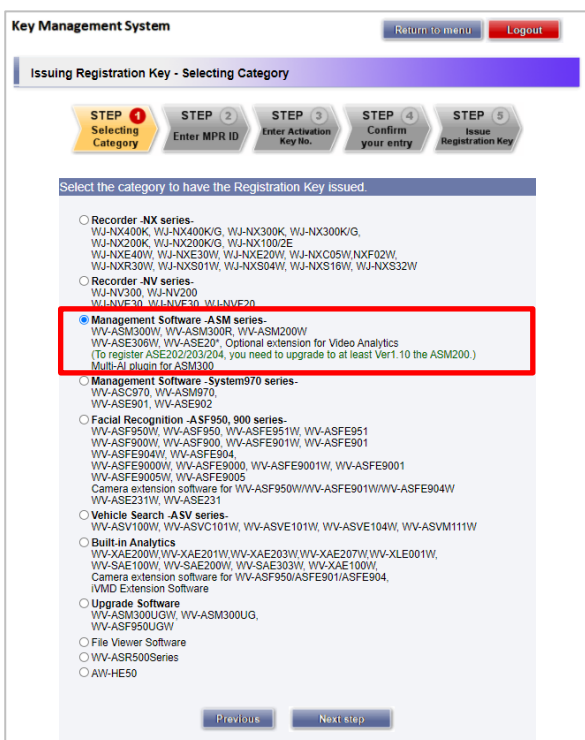 Key Management System
Return to menu
Logout
Issuing Registration Key - Selecting Category
STEP 1
Selecting
Category
STEP 2
Enter MPR ID
STEP 3
Enter Activation
Key No.
STEP 4
Confirm
your entry
STEP 5
Issue
Registration Key
Select the category to have the Registration Key issued.
Recorder -NX series-
WJ-NX400K, WJ-NX400K/G, WJ-NX300K, WJ-NX300K/G,
WJ-NX200K, WJ-NX200K/G, WJ-NX100/2E
WJ-NXE40W, WJ-NXE30W, WJ-NXE20W, WJ-NXC05W,NXF02W,
WJ-NXR30W, WJ-NXS01W, WJ-NXS04W, WJ-NXS16W, WJ-NXS32W
Recorder -NV series-
WJ-NV300, WJ-NV200
WJ-NVF30, WJ-NVE30, WJ-NVF20
Management Software -ASM series-
WV-ASM300W, WV-ASM300R, WV-ASM200W
WV-ASE306W, WV-ASE20*, Optional extension for Video Analytics
(To register ASE202/203/204, you need to upgrade to at least Ver1.10 the ASM200.)
Multi-AI plugin for ASM300
Management Software -System970 series-
WV-ASC970, WV-ASM970,
WV-ASE901, WV-ASE902
Facial Recognition -ASF950, 900 series-
WV-ASF950W, WV-ASF950, WV-ASFE951W, WV-ASFE951
WV-ASF900W, WV-ASF900, WV-ASFE901W, WV-ASFE901
WV-ASFE904W, WV-ASFE904,
WV-ASFE9000W, WV-ASFE9000, WV-ASFE9001W, WV-ASFE9001
WV-ASFE9005W, WV-ASFE9005
Camera extension software for WV-ASF950W/WV-ASFE901W/WV-ASFE904W
WV-ASE231W, WV-ASE231
Vehicle Search -ASV series-
WV-ASV100W, WV-ASVC101W, WV-ASVE101W, WV-ASVE104W, WV-ASVM111W
Built-in Analytics
WV-XAE200W,WV-XAE201W,WV-XAE203W,WV-XAE207W,WV-XLE001W,
WV-SAE100W, WV-SAE200W, WV-SAE303W, WV-XAE100W,
Camera extension software for WV-ASF950/ASFE901/ASFE904,
iVMD Extension Software
Upgrade Software
WV-ASM300UGW, WV-ASM300UG,
WV-ASF950UGW
File Viewer Software
WV-ASR500Series
AW-HE50
Previous
Next step